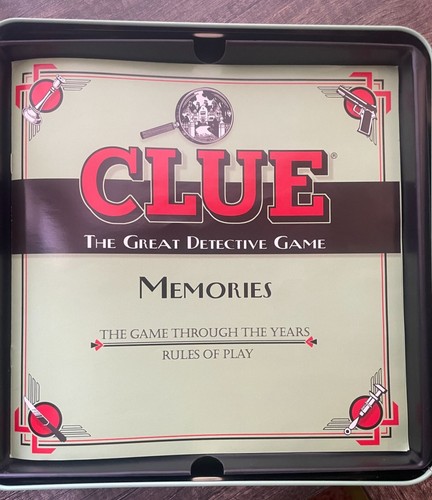 CLUE®
THE GREAT DETECTIVE GAME
MEMORIES
THE GAME THROUGH THE YEARS
RULES OF PLAY